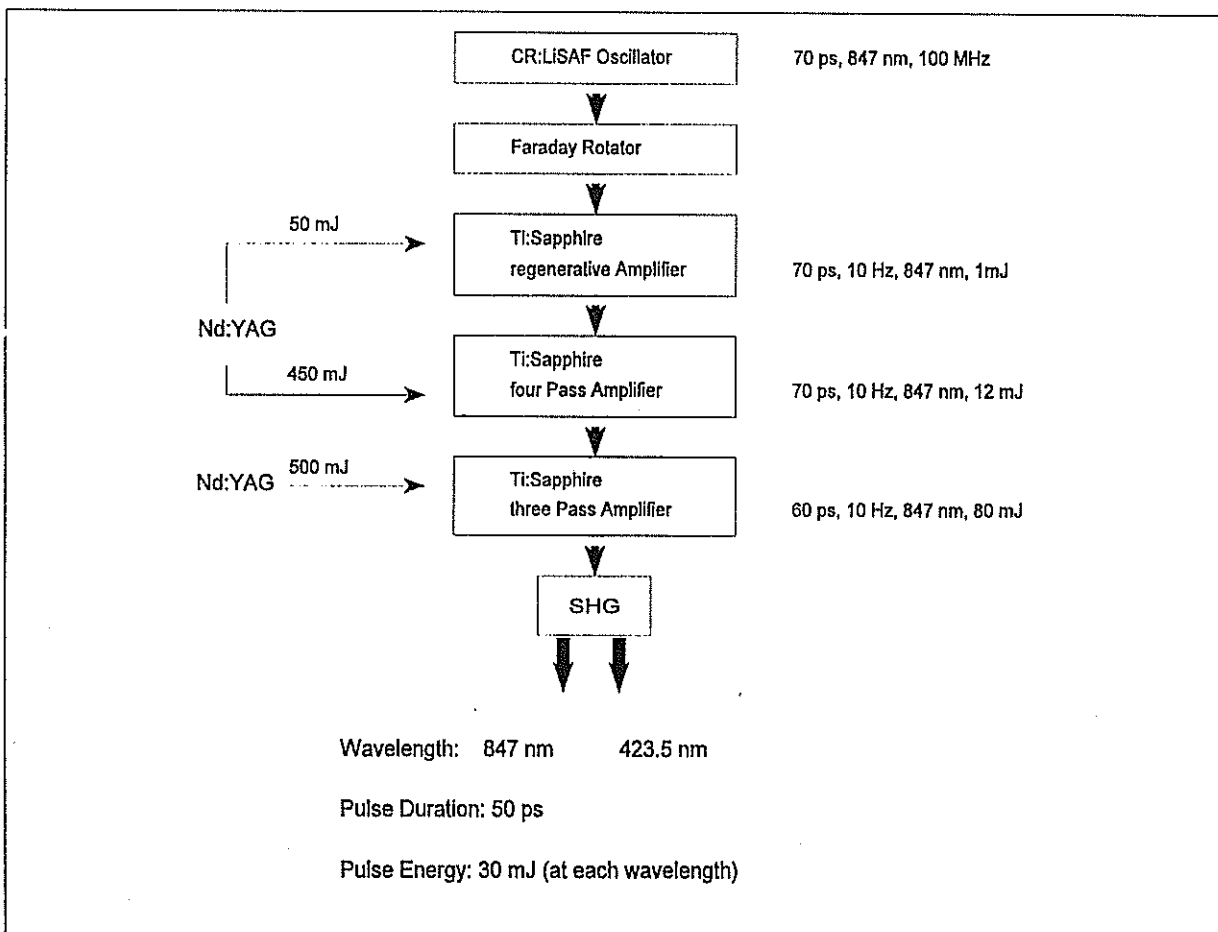 CR:LiSAF Oscillator
70 ps, 847 nm, 100 MHz
Faraday Rotator
50 mJ
Ti:Sapphire
regenerative Amplifier
70 ps, 10 Hz, 847 nm, 1mJ
Nd:YAG
450 mJ
Ti:Sapphire
four Pass Amplifier
70 ps, 10 Hz, 847 nm, 12 mJ
Nd:YAG
500 mJ
Ti:Sapphire
three Pass Amplifier
60 ps, 10 Hz, 847 nm, 80 mJ
SHG
Wavelength: 847 nm 423.5 nm
Pulse Duration: 50 ps
Pulse Energy: 30 mJ (at each wavelength)